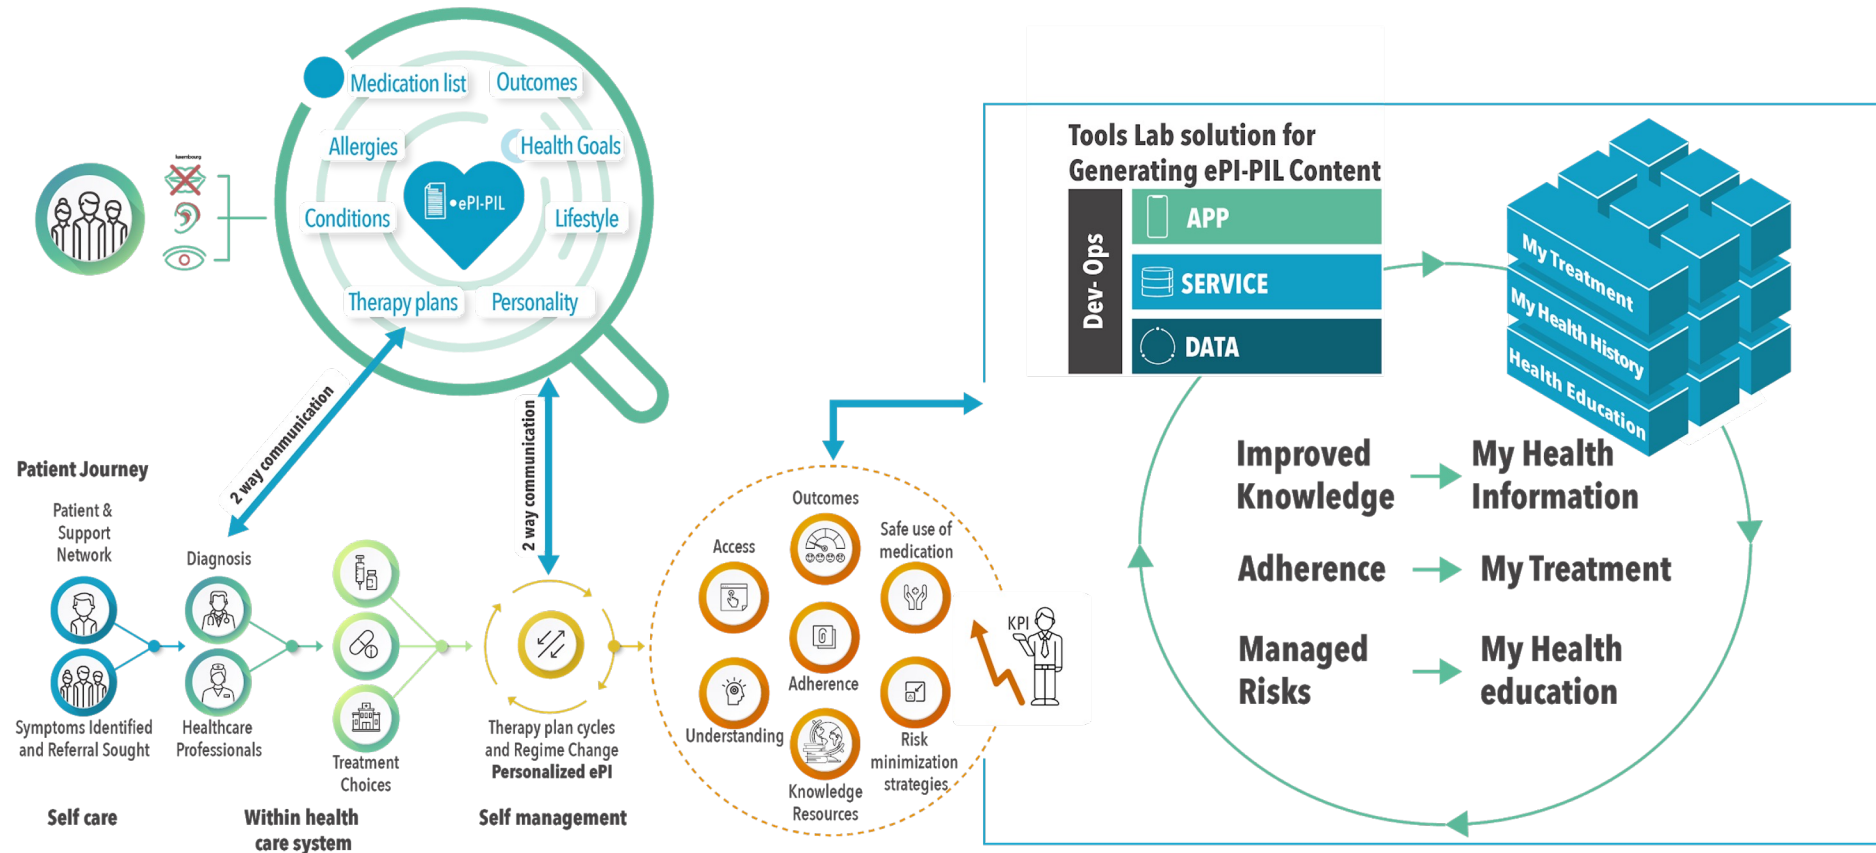 luxembourg
Medication list
Outcomes
Allergies
Health Goals
•ePI-PIL
Conditions
Lifestyle
Therapy plans
Personality
2 way communication
2 way communication
Patient Journey
Patient &
Support
Network
Diagnosis
Symptoms Identified
and Referral Sought
Healthcare
Professionals
Treatment
Choices
Therapy plan cycles
and Regime Change
Personalized ePI
Self care
Within health
care system
Self management
Outcomes
Access
Safe use of
medication
Adherence
Understanding
Knowledge
Resources
Risk
minimization
strategies
KPI
Tools Lab solution for
Generating ePI-PIL Content
Dev- Ops
APP
SERVICE
DATA
My Treatment
My Health History
Health Education
Improved
Knowledge
My Health
Information
Adherence
My Treatment
Managed
Risks
My Health
education